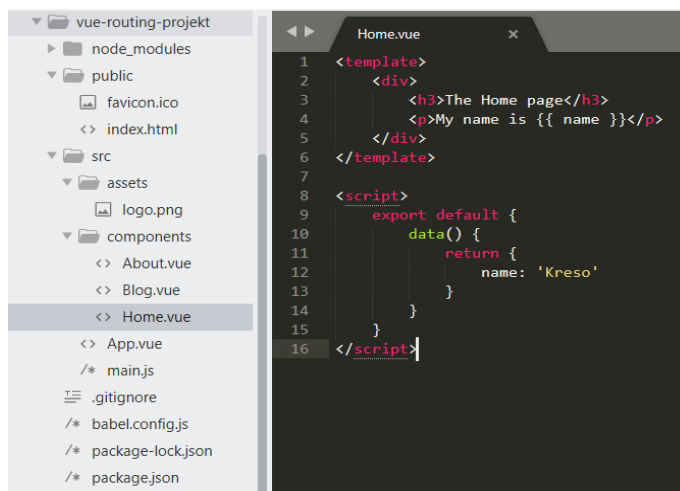 vue-routing-projekt
node_modules
public
favicon.ico
<> index.html
src
assets
logo.png
components
<> About.vue
<> Blog.vue
<> Home.vue
<> App.vue
/* main.js
.gitignore
/* babel.config.js
/* package-lock.json
/* package.json
Home.vue ×
1 <template>
2 <div>
3 <h3>The Home page</h3>
4 <p>My name is {{ name }}</p>
5 </div>
6 </template>
7
8 <script>
9 export default {
10 data() {
11 return {
12 name: 'Kreso'
13 }
14 }
15 }
16 </script>